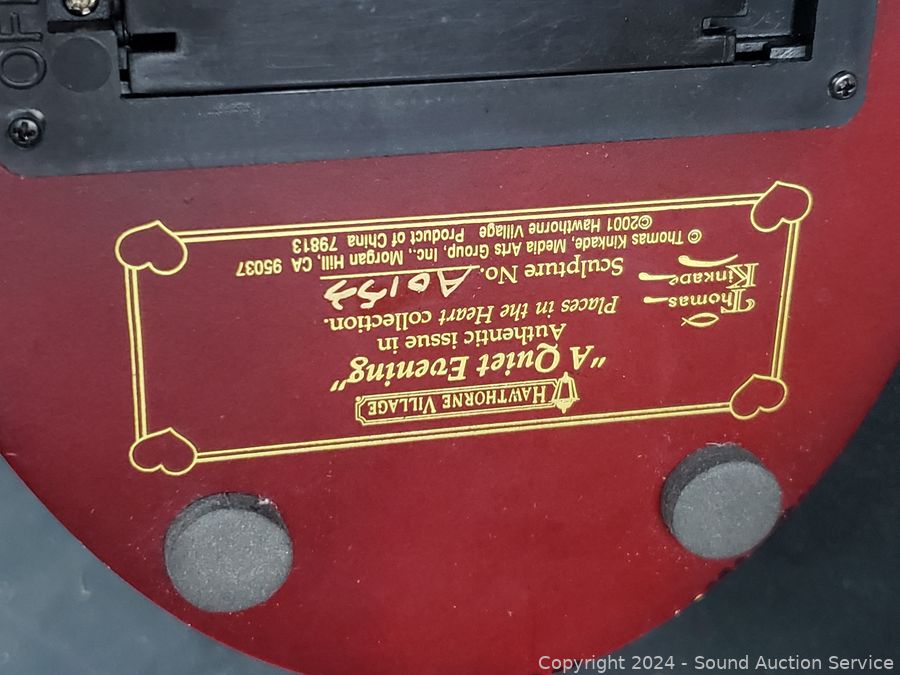 HAWTHORNE VILLAGE
"A Quiet Evening"
Authentic issue in
Places in the Heart collection.
Thomas
Kinkade
Sculpture No.
© Thomas Kinkade, Media Arts Group, Inc., Morgan Hill, CA 95037
©2001 Hawthorne Village Product of China 79813
Copyright 2024 - Sound Auction Service